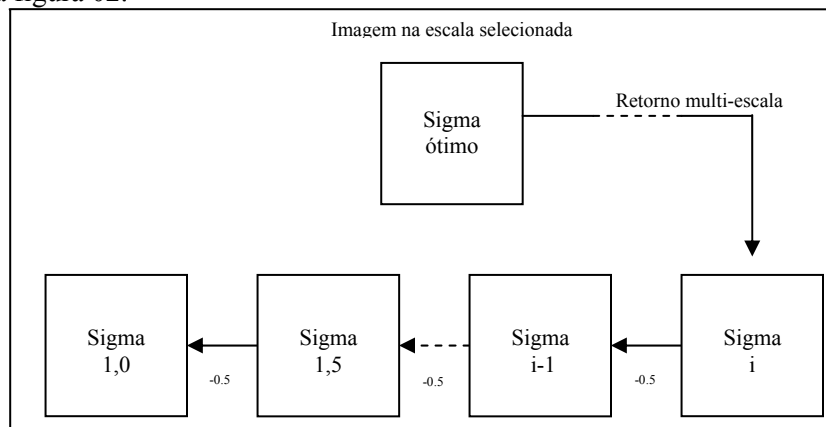 figura 02.
Imagem na escala selecionada
Sigma
ótimo
Retorno multi-escala
Sigma
1,0
-0.5
Sigma
1,5
-0.5
Sigma
i-1
-0.5
Sigma
i